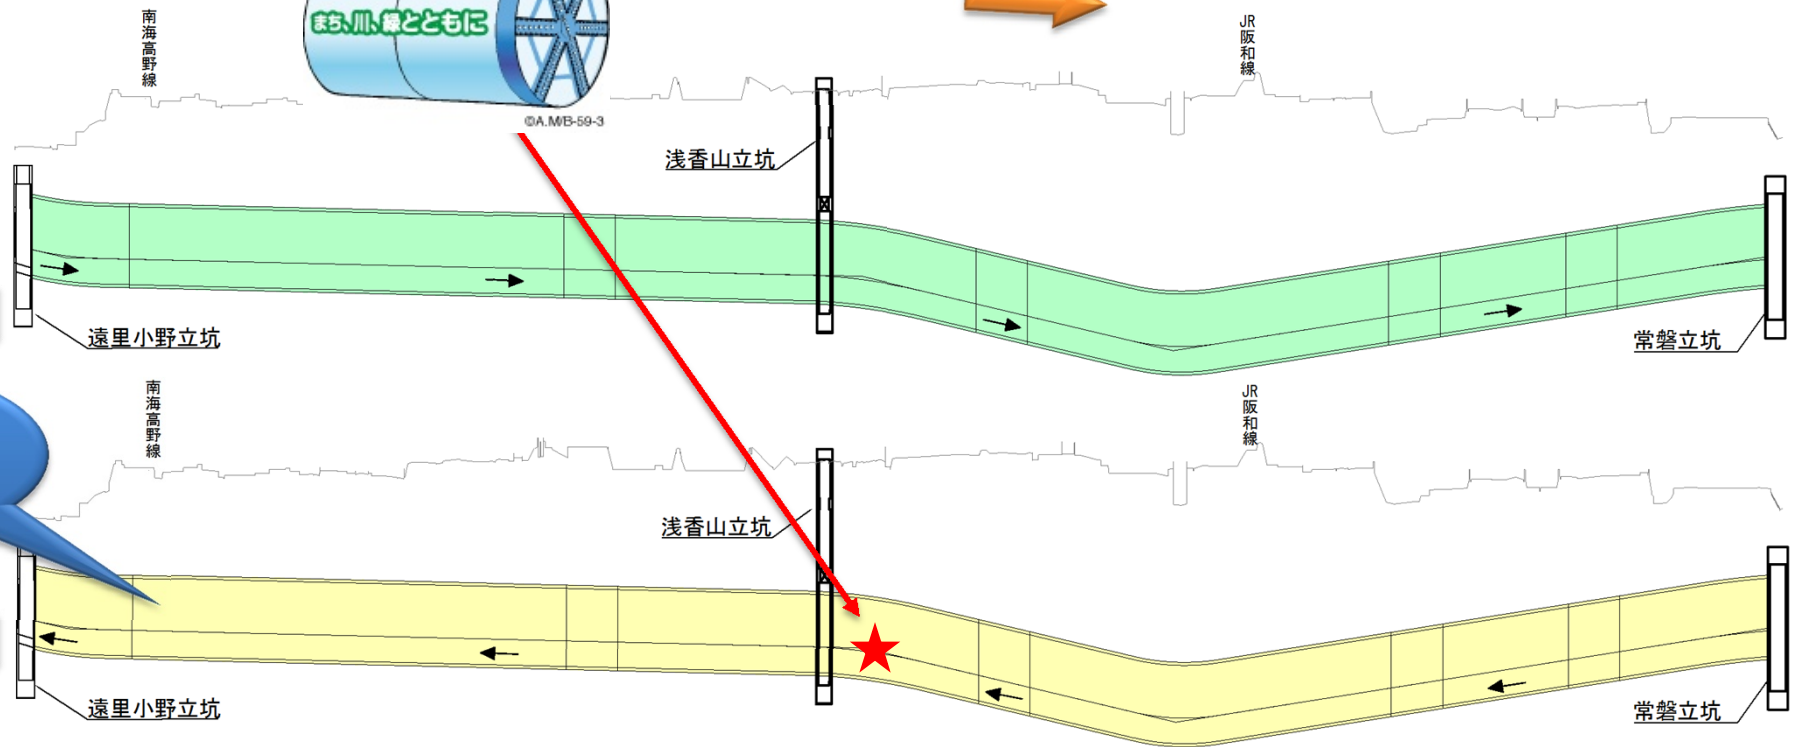 南海高野線
まち、川、緑とともに
©A.M/B-59-3
JR阪和線
浅香山立坑
遠里小野立坑
常磐立坑
南海高野線
JR阪和線
浅香山立坑
遠里小野立坑
常磐立坑